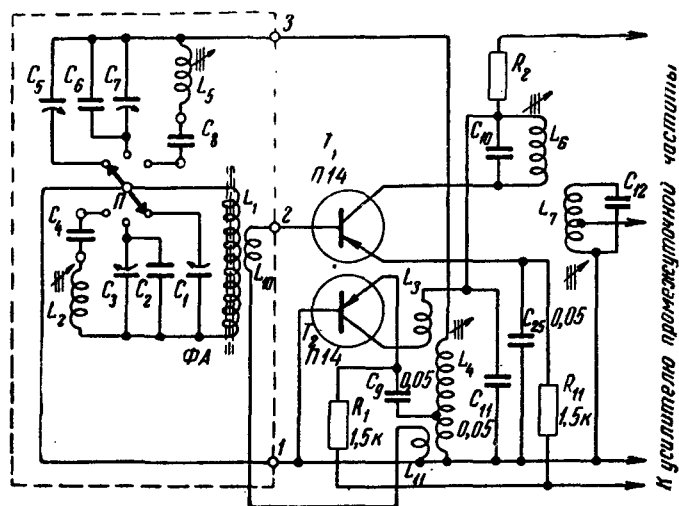 3
C₅
C₆
C₇
L₅
C₈
П
C₄
L₂
C₃
C₂
C₁
ФА
L₁
2
L₁₀
1
T₁
П14
T₂
П14
R₂
C₁₀
L₆
L₇
C₁₂
L₃
C₉
0,05
L₄
0,05
C₁₁
C₂₅
0,05
R₁
1,5к
R₁₁
1,5к
L₁₁
К усилителю промежуточной частоты